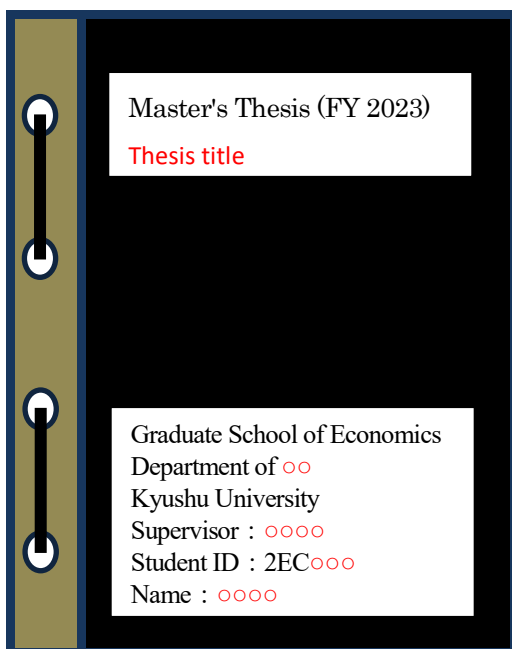 Master's Thesis (FY 2023)
Thesis title
Graduate School of Economics
Department of ○○
Kyushu University
Supervisor：○○○○
Student ID：2EC○○○
Name：○○○○